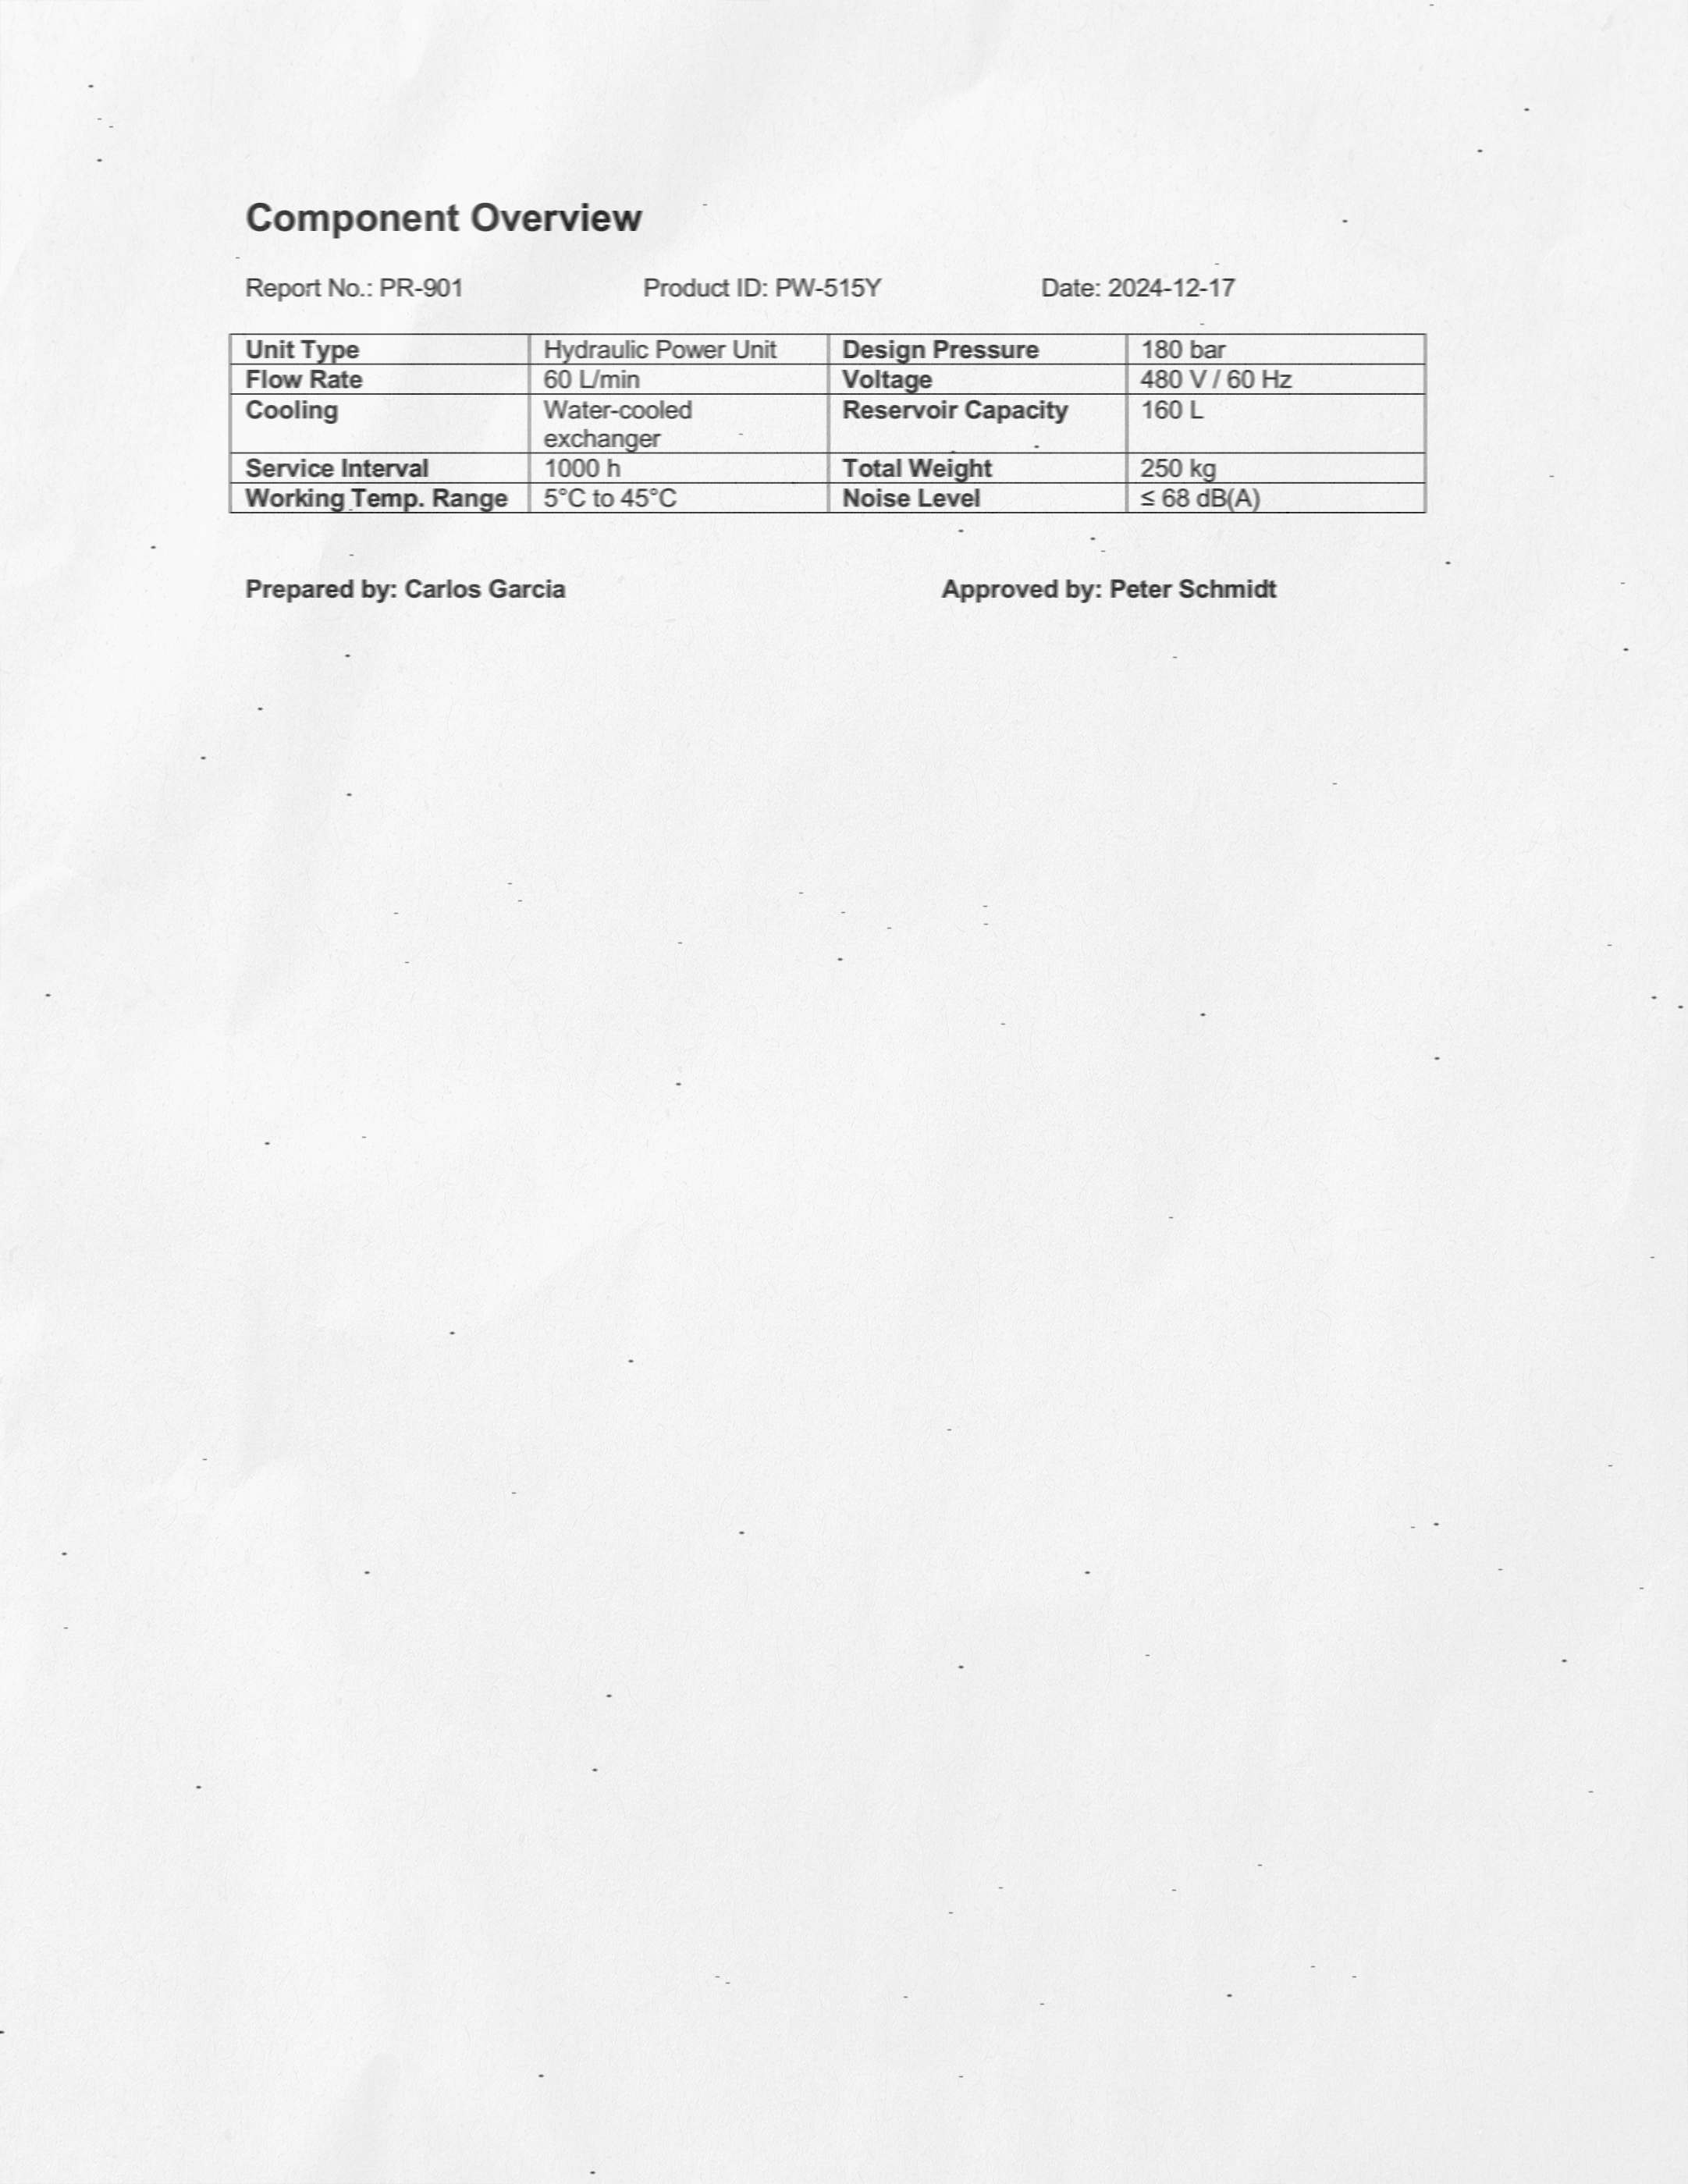 Component Overview
Report No.: PR-901 Product ID: PW-515Y Date: 2024-12-17
Unit Type Hydraulic Power Unit Design Pressure 180 bar
Flow Rate 60 L/min Voltage 480 V / 60 Hz
Cooling Water-cooled Reservoir Capacity 160 L
exchanger
Service Interval 1000 h Total Weight 250 kg
Working Temp. Range 5°C to 45°C Noise Level ≤ 68 dB(A)
Prepared by: Carlos Garcia Approved by: Peter Schmidt